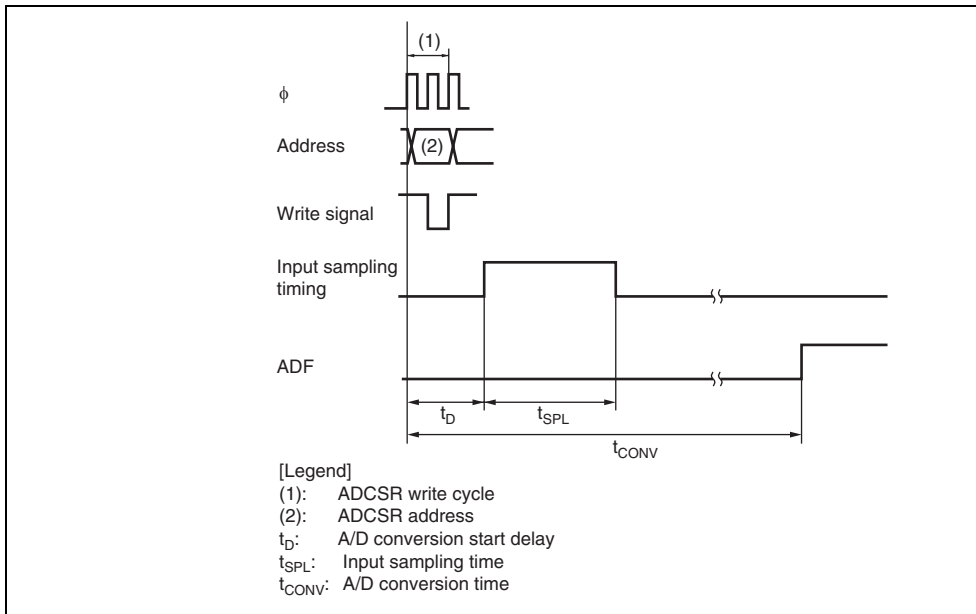 (1)
ϕ
Address
(2)
Write signal
Input sampling
timing
ADF
tD
tSPL
tCONV
[Legend]
(1): ADCSR write cycle
(2): ADCSR address
tD: A/D conversion start delay
tSPL: Input sampling time
tCONV: A/D conversion time